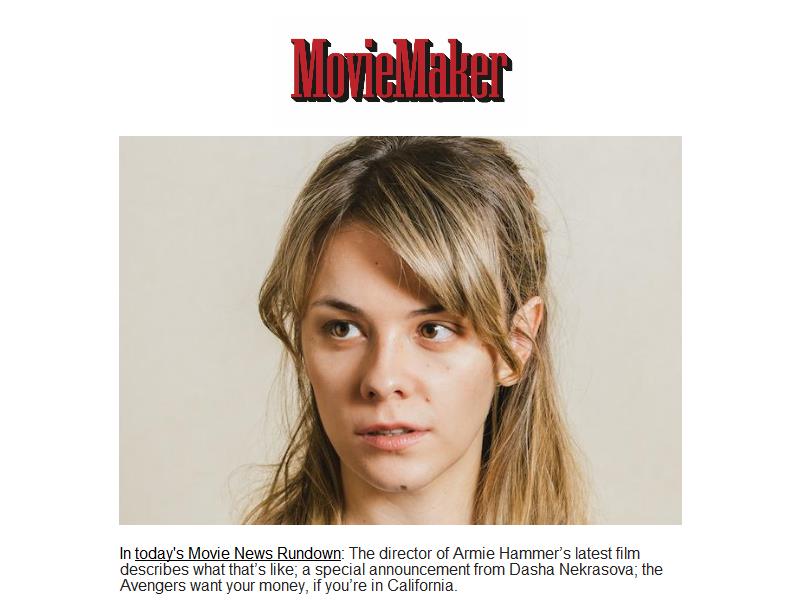 MovieMaker
In today's Movie News Rundown: The director of Armie Hammer's latest film
describes what that's like; a special announcement from Dasha Nekrasova; the
Avengers want your money, if you're in California.